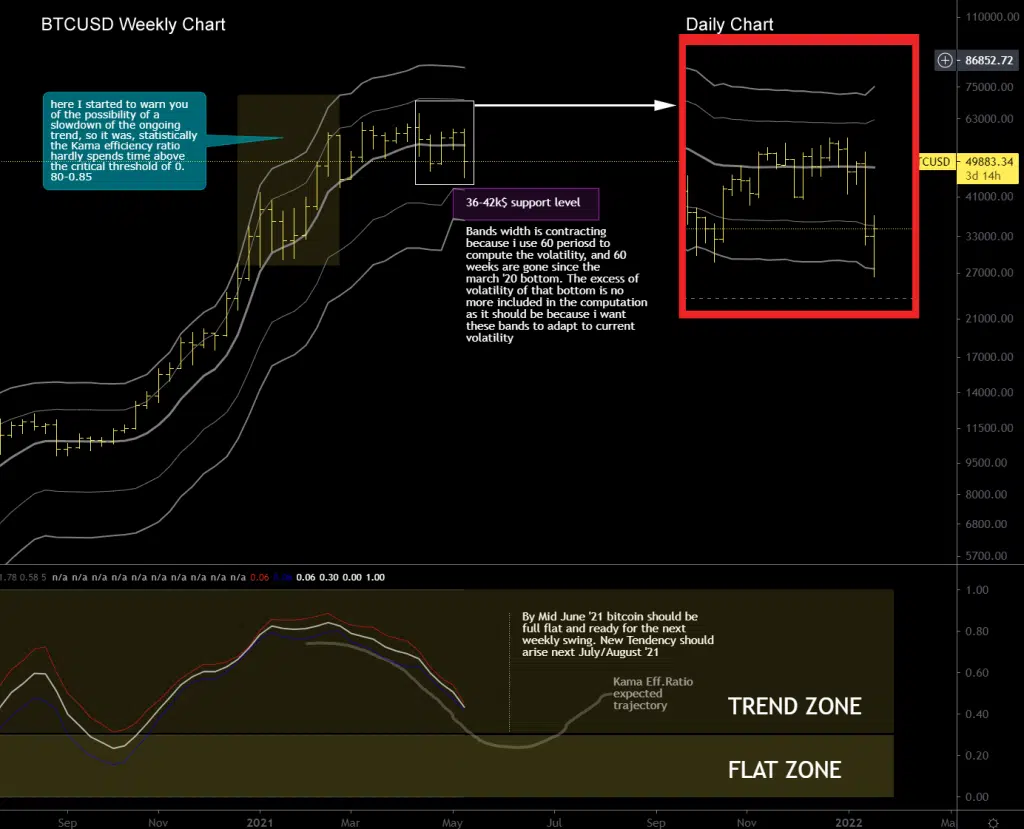 BTCUSD Weekly Chart
Daily Chart
110000.00
86852.72
75000.00
63000.00
here I started to warn you
of the possibility of a
slowdown of the ongoing
trend, so it was, statistically
the Kama efficiency ratio
hardly spends time above
the critical threshold of 0.
80-0.85
TCUSD
49883.34
3d 14h
41000.00
36-42k$ support level
33000.00
27000.00
Bands width is contracting
because i use 60 periosd to
compute the volatility, and 60
weeks are gone since the
march '20 bottom. The excess of
volatility of that bottom is no
more included in the computation
as it should be because i want
these bands to adapt to current
volatility
21000.00
17000.00
14000.00
11500.00
9500.00
8000.00
6800.00
5700.00
1.78 0.58 5 n/a n/a n/a n/a n/a n/a n/a n/a n/a n/a 0.06 0.06 0.30 0.00 1.00
1.00
By Mid June '21 bitcoin should be
full flat and ready for the next
weekly swing. New Tendency should
arise next July/August '21
0.80
0.60
Kama Eff.Ratio
expected
trajectory
TREND ZONE
0.40
0.20
FLAT ZONE
0.00
Sep Nov 2021 Mar May Jul Sep Nov 2022 Ma